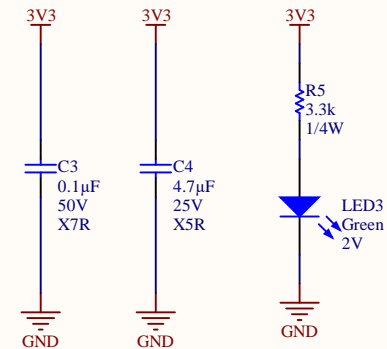 3V3
3V3
3V3
C3
0.1µF
50V
X7R
C4
4.7µF
25V
X5R
R5
3.3k
1/4W
LED3
Green
2V
GND
GND
GND